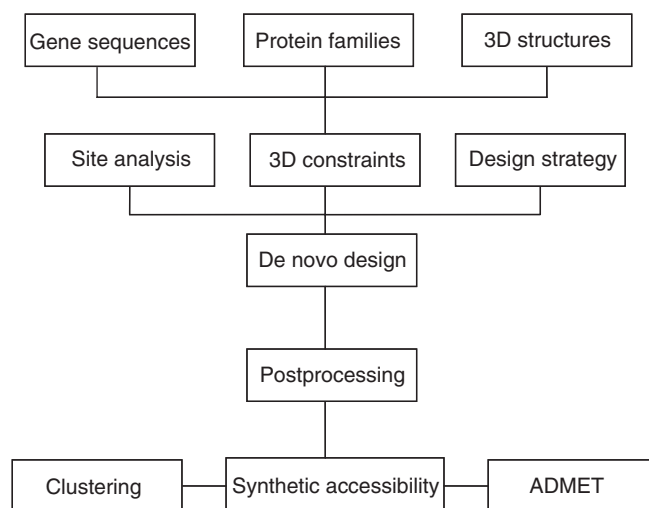 Gene sequences
Protein families
3D structures
Site analysis
3D constraints
Design strategy
De novo design
Postprocessing
Clustering
Synthetic accessibility
ADMET